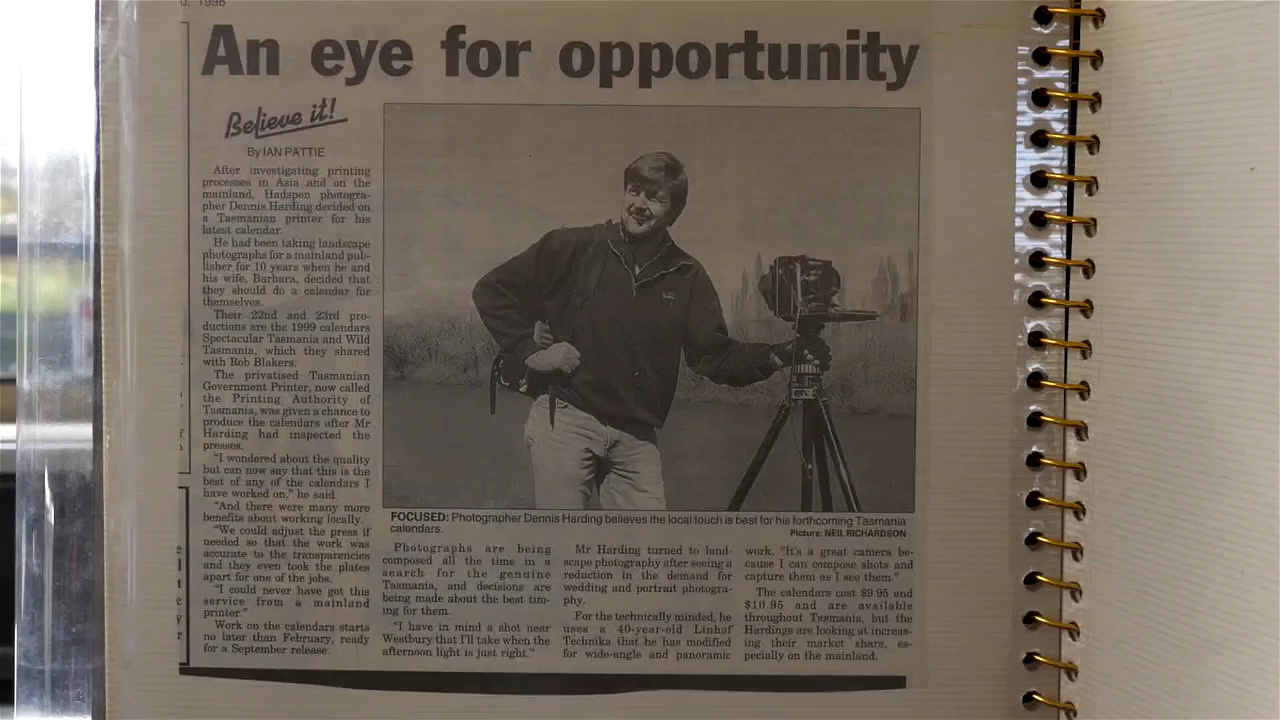 0, 1998
An eye for opportunity
Believe it!
By IAN PATTIE
After investigating printing
processes in Asia and on the
mainland, Hadspen photogra-
pher Dennis Harding decided on
a Tasmanian printer for his
latest calendar.
He had been taking landscape
photographs for a mainland pub-
lisher for 10 years when he and
his wife, Barbara, decided that
they should do a calendar for
themselves.
Their 22nd and 23rd pro-
ductions are the 1999 calendars
Spectacular Tasmania and Wild
Tasmania, which they shared
with Rob Blakers.
The privatised Tasmanian
Government Printer, now called
the Printing Authority of
Tasmania, was given a chance to
produce the calendars after Mr
Harding had inspected the
presses.
"I wondered about the quality
but can now say that this is the
best of any of the calendars I
have worked on," he said.
"And there were many more
benefits about working locally.
"We could adjust the press if
needed so that the work was
accurate to the transparencies
and they even took the plates
apart for one of the jobs.
"I could never have got this
service from a mainland
printer."
Work on the calendars starts
no later than February, ready
for a September release.
FOCUSED: Photographer Dennis Harding believes the local touch is best for his forthcoming Tasmania
calendars.
Picture: NEIL RICHARDSON
Photographs are being
composed all the time in a
search for the genuine
Tasmania, and decisions are
being made about the best tim-
ing for them.
"I have in mind a shot near
Westbury that I'll take when the
afternoon light is just right."
Mr Harding turned to land-
scape photography after seeing a
reduction in the demand for
wedding and portrait photogra-
phy.
For the technically minded, he
uses a 40-year-old Linhof
Technika that he has modified
for wide-angle and panoramic
work. "It's a great camera be-
cause I can compose shots and
capture them as I see them."
The calendars cost $9.95 and
$10.95 and are available
throughout Tasmania, but the
Hardings are looking at increas-
ing their market share, es-
pecially on the mainland.